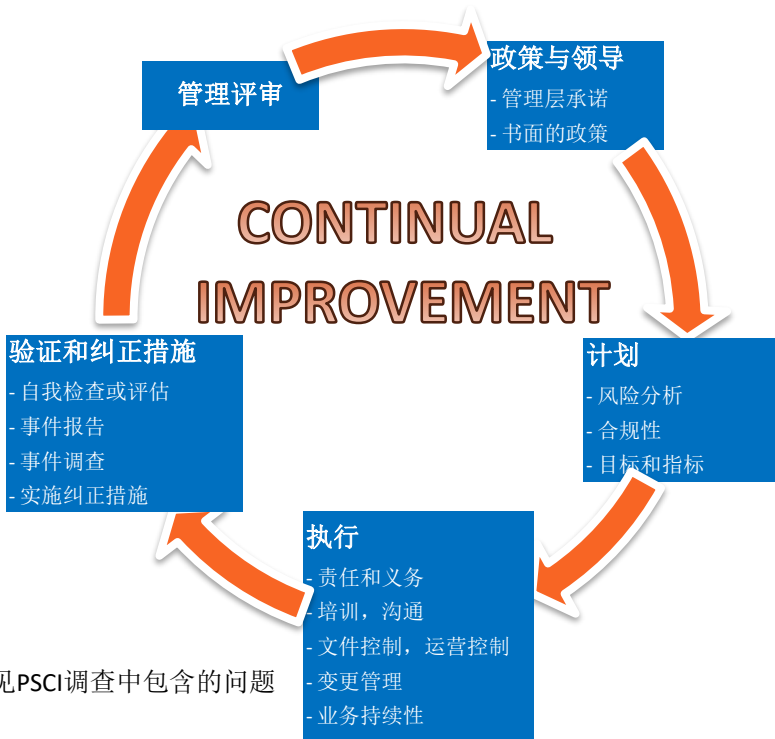 管理评审
政策与领导
- 管理层承诺
- 书面的政策
CONTINUAL
IMPROVEMENT
验证和纠正措施
- 自我检查或评估
- 事件报告
- 事件调查
- 实施纠正措施
计划
- 风险分析
- 合规性
- 目标和指标
执行
- 责任和义务
- 培训，沟通
- 文件控制，运营控制
- 变更管理
- 业务持续性
见PSCI调查中包含的问题